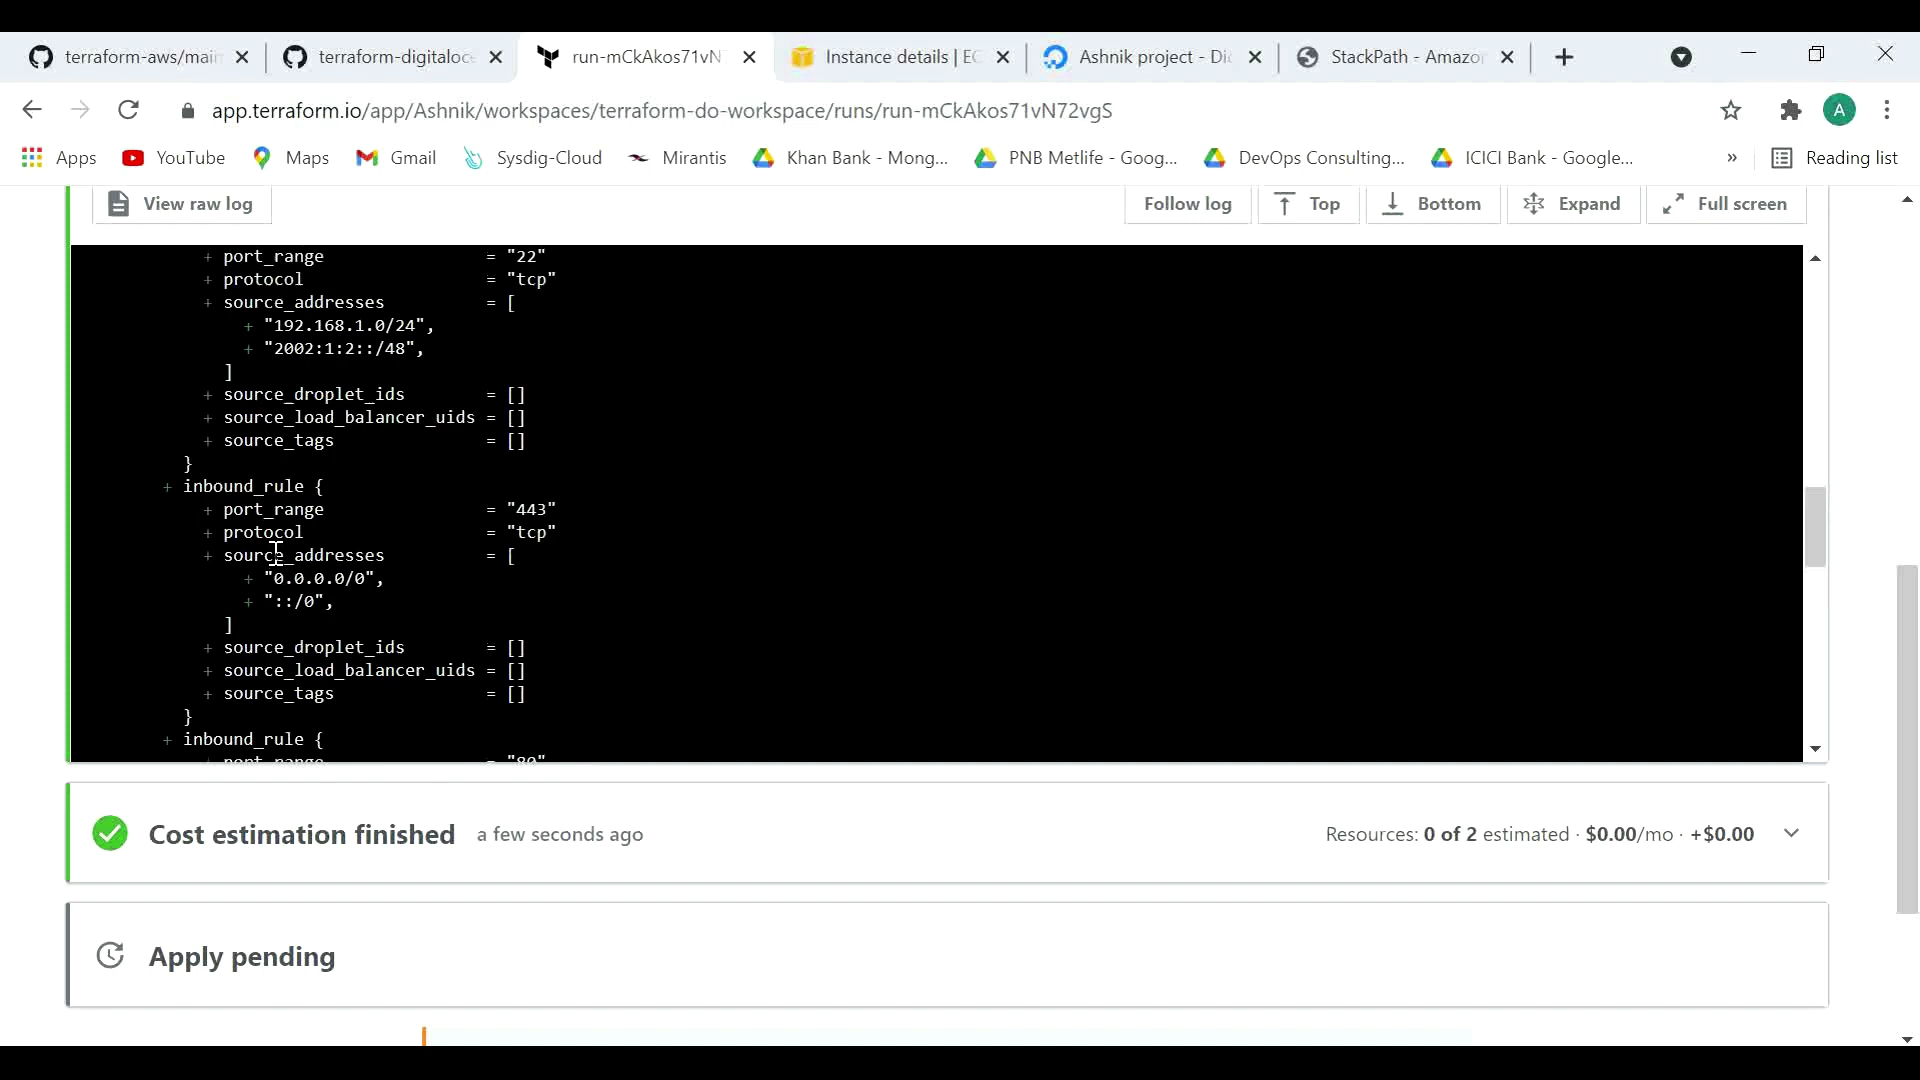 terraform-aws/main
terraform-digitaloce
run-mCkAkos71vN
Instance details | EC
Ashnik project - Di
StackPath - Amazo
app.terraform.io/app/Ashnik/workspaces/terraform-do-workspace/runs/run-mCkAkos71vN72vgS
A
Apps
YouTube
Maps
Gmail
Sysdig-Cloud
Mirantis
Khan Bank - Mong...
PNB Metlife - Goog...
DevOps Consulting...
ICICI Bank - Google...
»
Reading list
View raw log
Follow log
Top
Bottom
Expand
Full screen
+ port_range = "22"
+ protocol = "tcp"
+ source_addresses = [
+ "192.168.1.0/24",
+ "2002:1:2::/48",
]
+ source_droplet_ids = []
+ source_load_balancer_uids = []
+ source_tags = []
}
+ inbound_rule {
+ port_range = "443"
+ protocol = "tcp"
+ source_addresses = [
+ "0.0.0.0/0",
+ "::/0",
]
+ source_droplet_ids = []
+ source_load_balancer_uids = []
+ source_tags = []
}
+ inbound_rule {
+ port_range = "80"
Cost estimation finished a few seconds ago
Resources: 0 of 2 estimated · $0.00/mo · +$0.00
Apply pending